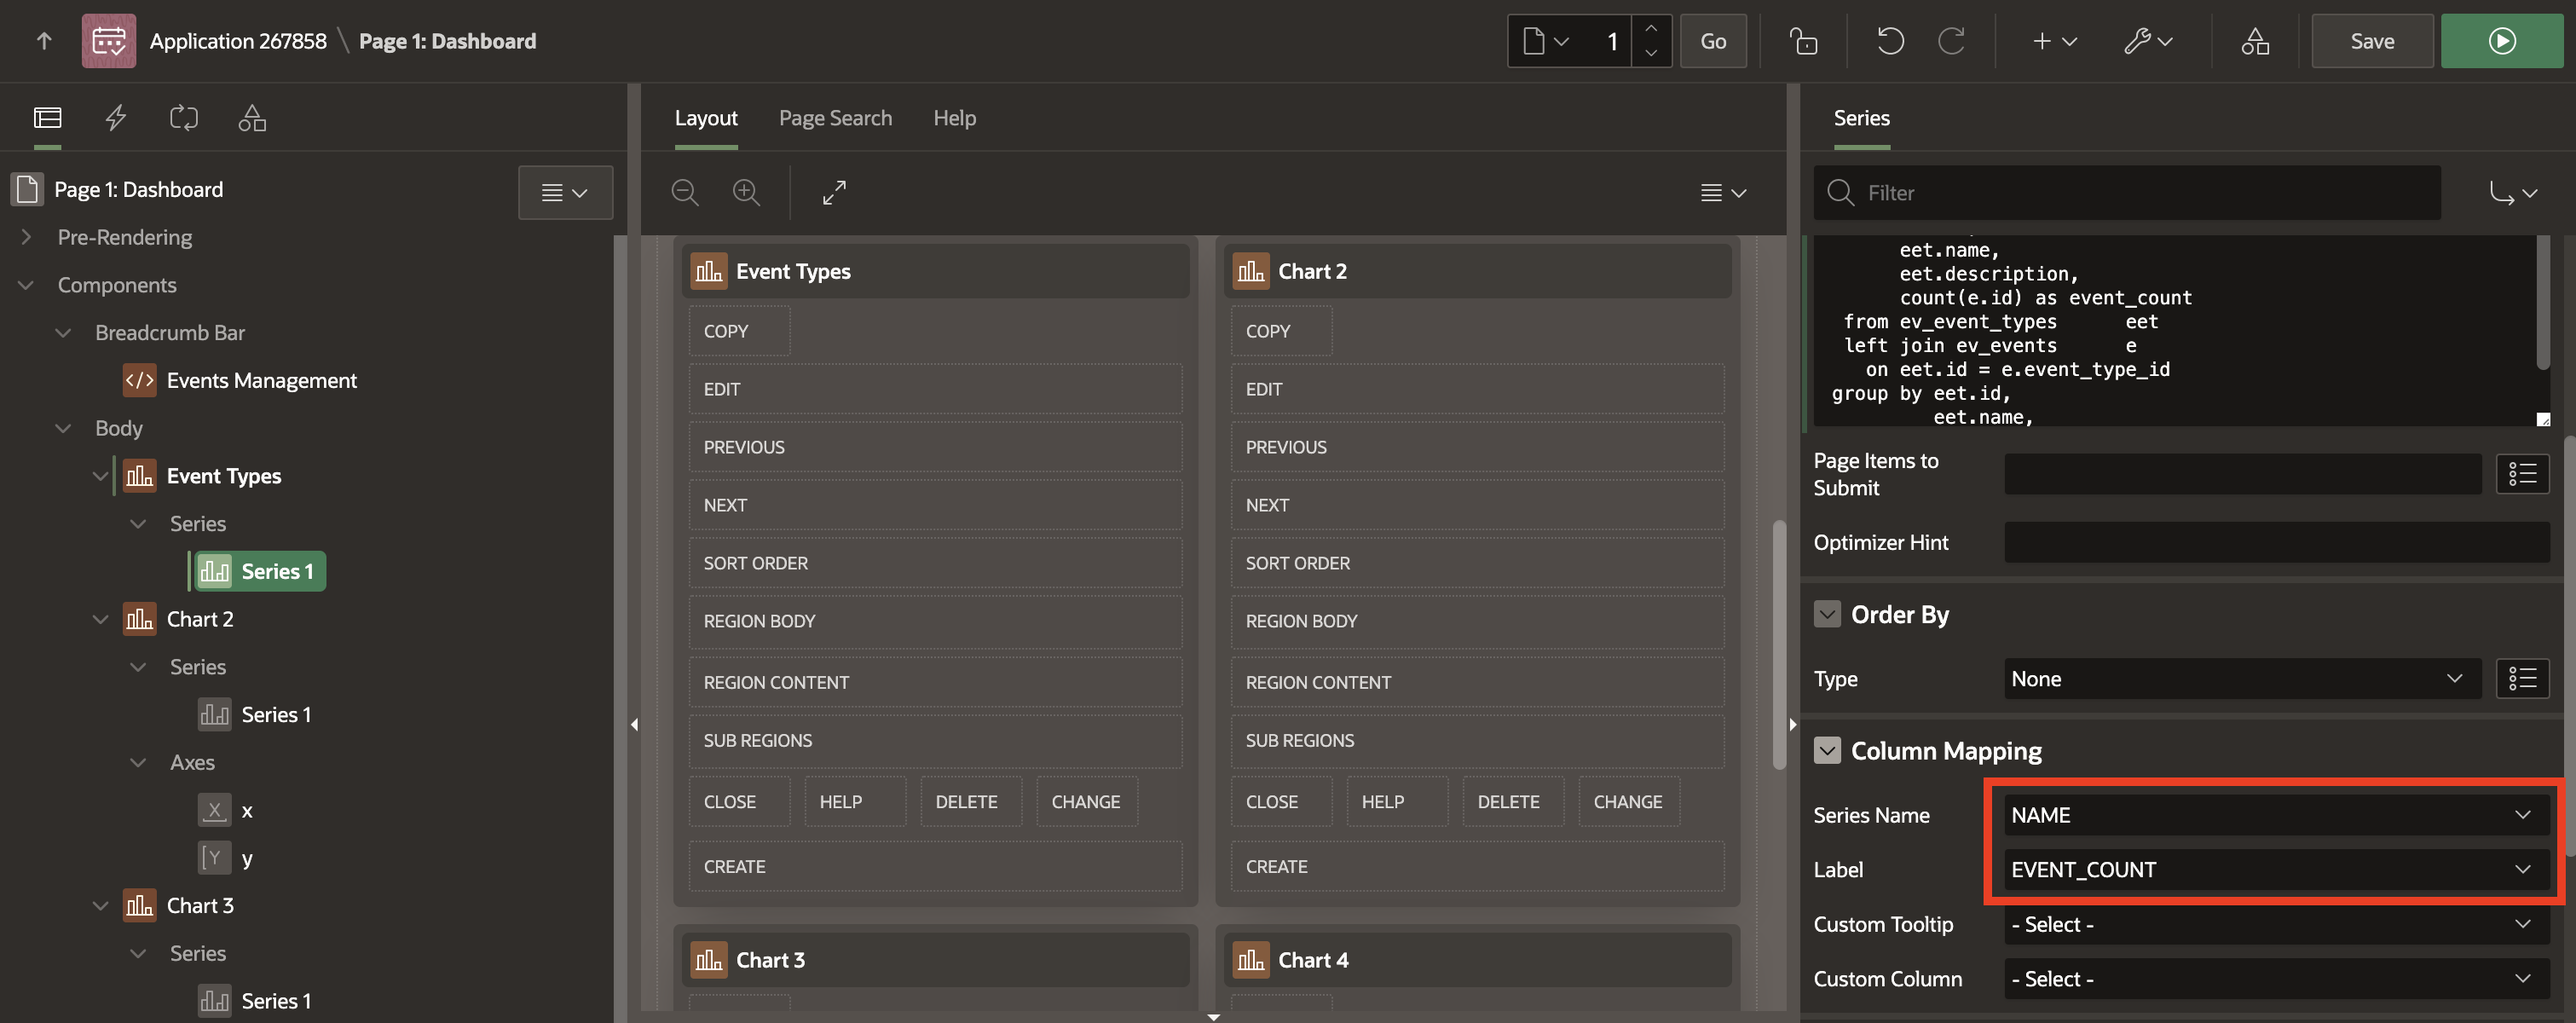 Application 267858 \ Page 1: Dashboard
1
Go
Save
Page 1: Dashboard
Pre-Rendering
Components
Breadcrumb Bar
</> Events Management
Body
Event Types
Series
Series 1
Chart 2
Series
Series 1
Axes
X x
Y y
Chart 3
Series
Series 1
Layout Page Search Help
Event Types
COPY
EDIT
PREVIOUS
NEXT
SORT ORDER
REGION BODY
REGION CONTENT
SUB REGIONS
CLOSE HELP DELETE CHANGE
CREATE
Chart 2
COPY
EDIT
PREVIOUS
NEXT
SORT ORDER
REGION BODY
REGION CONTENT
SUB REGIONS
CLOSE HELP DELETE CHANGE
CREATE
Chart 3
Chart 4
Series
Filter
eet.name,
eet.description,
count(e.id) as event_count
from ev_event_types eet
left join ev_events e
on eet.id = e.event_type_id
group by eet.id,
eet.name,
Page Items to
Submit
Optimizer Hint
Order By
Type None
Column Mapping
Series Name NAME
Label EVENT_COUNT
Custom Tooltip - Select -
Custom Column - Select -